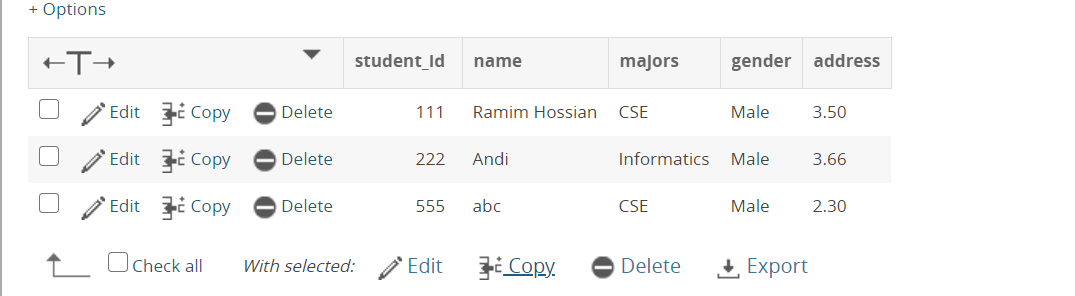 + Options
←T→ student_id name majors gender address
Edit Copy Delete 111 Ramim Hossian CSE Male 3.50
Edit Copy Delete 222 Andi Informatics Male 3.66
Edit Copy Delete 555 abc CSE Male 2.30
Check all With selected: Edit Copy Delete Export